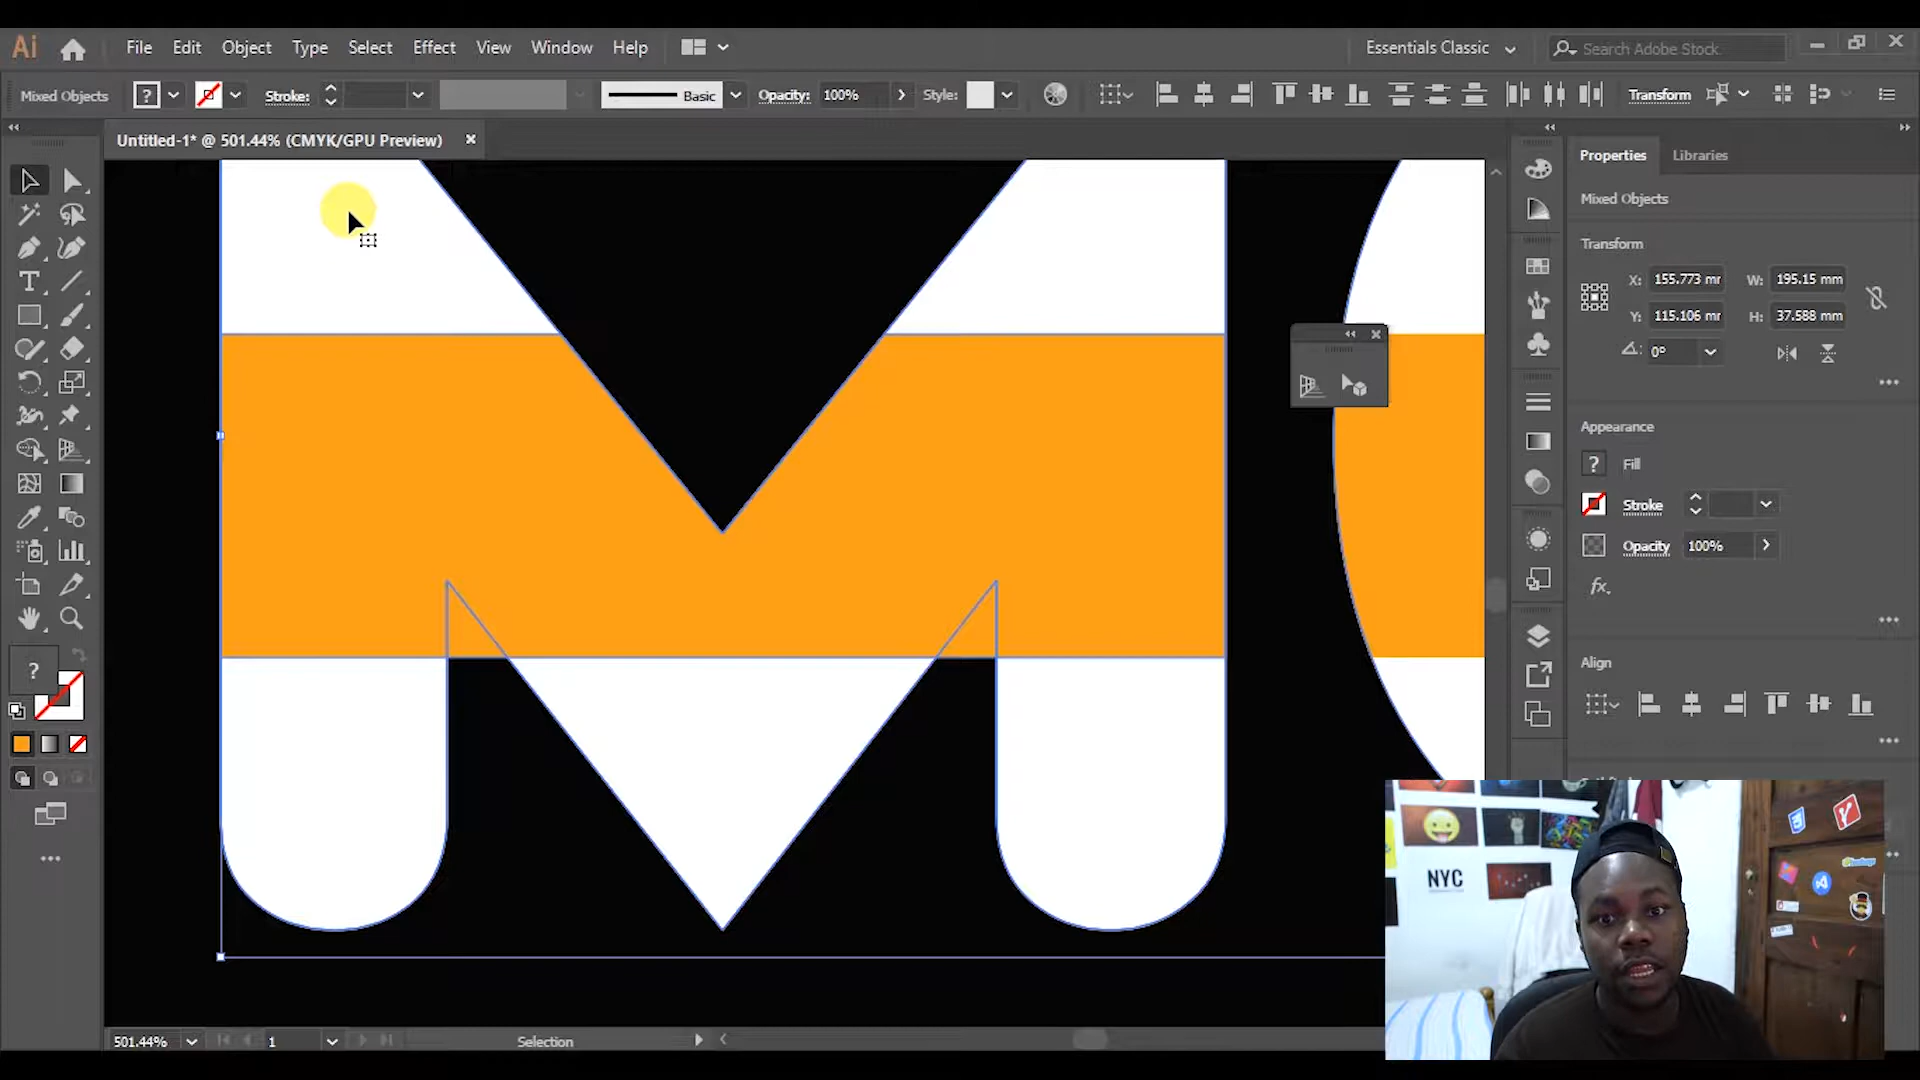 Ai File Edit Object Type Select Effect View Window Help Essentials Classic Search Adobe Stock
Mixed Objects ? Stroke: Basic Opacity: 100% Style: Transform
Untitled-1* @ 501.44% (CMYK/GPU Preview) ×
Properties Libraries
Mixed Objects
Transform
X: 155.773 mr W: 195.15 mm
Y: 115.106 mr H: 37.588 mm
0°
Appearance
? Fill
Stroke
Opacity 100%
fx.
Align
?
NYC
501.44% 1 Selection